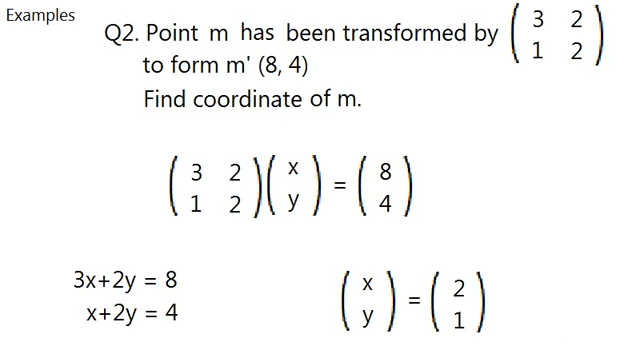 Examples
Q2. Point m has been transformed by ( 3 2 )
( 1 2 )
to form m' (8, 4)
Find coordinate of m.
( 3 2 ) ( x ) = ( 8 )
( 1 2 ) ( y ) ( 4 )
3x+2y = 8
x+2y = 4
( x ) = ( 2 )
( y ) ( 1 )